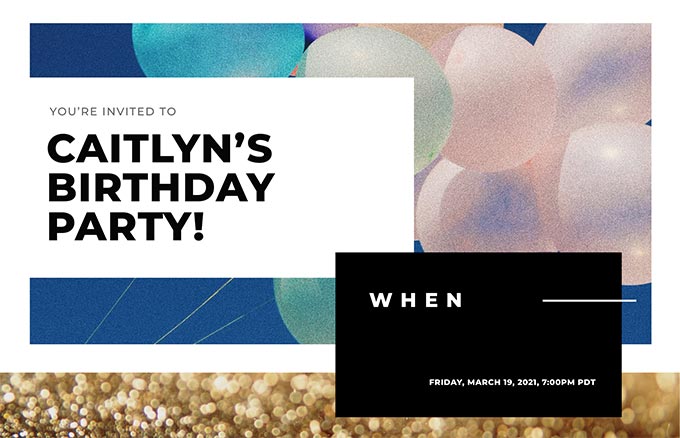 YOU’RE INVITED TO
CAITLYN’S
BIRTHDAY
PARTY!
WHEN
FRIDAY, MARCH 19, 2021, 7:00PM PDT